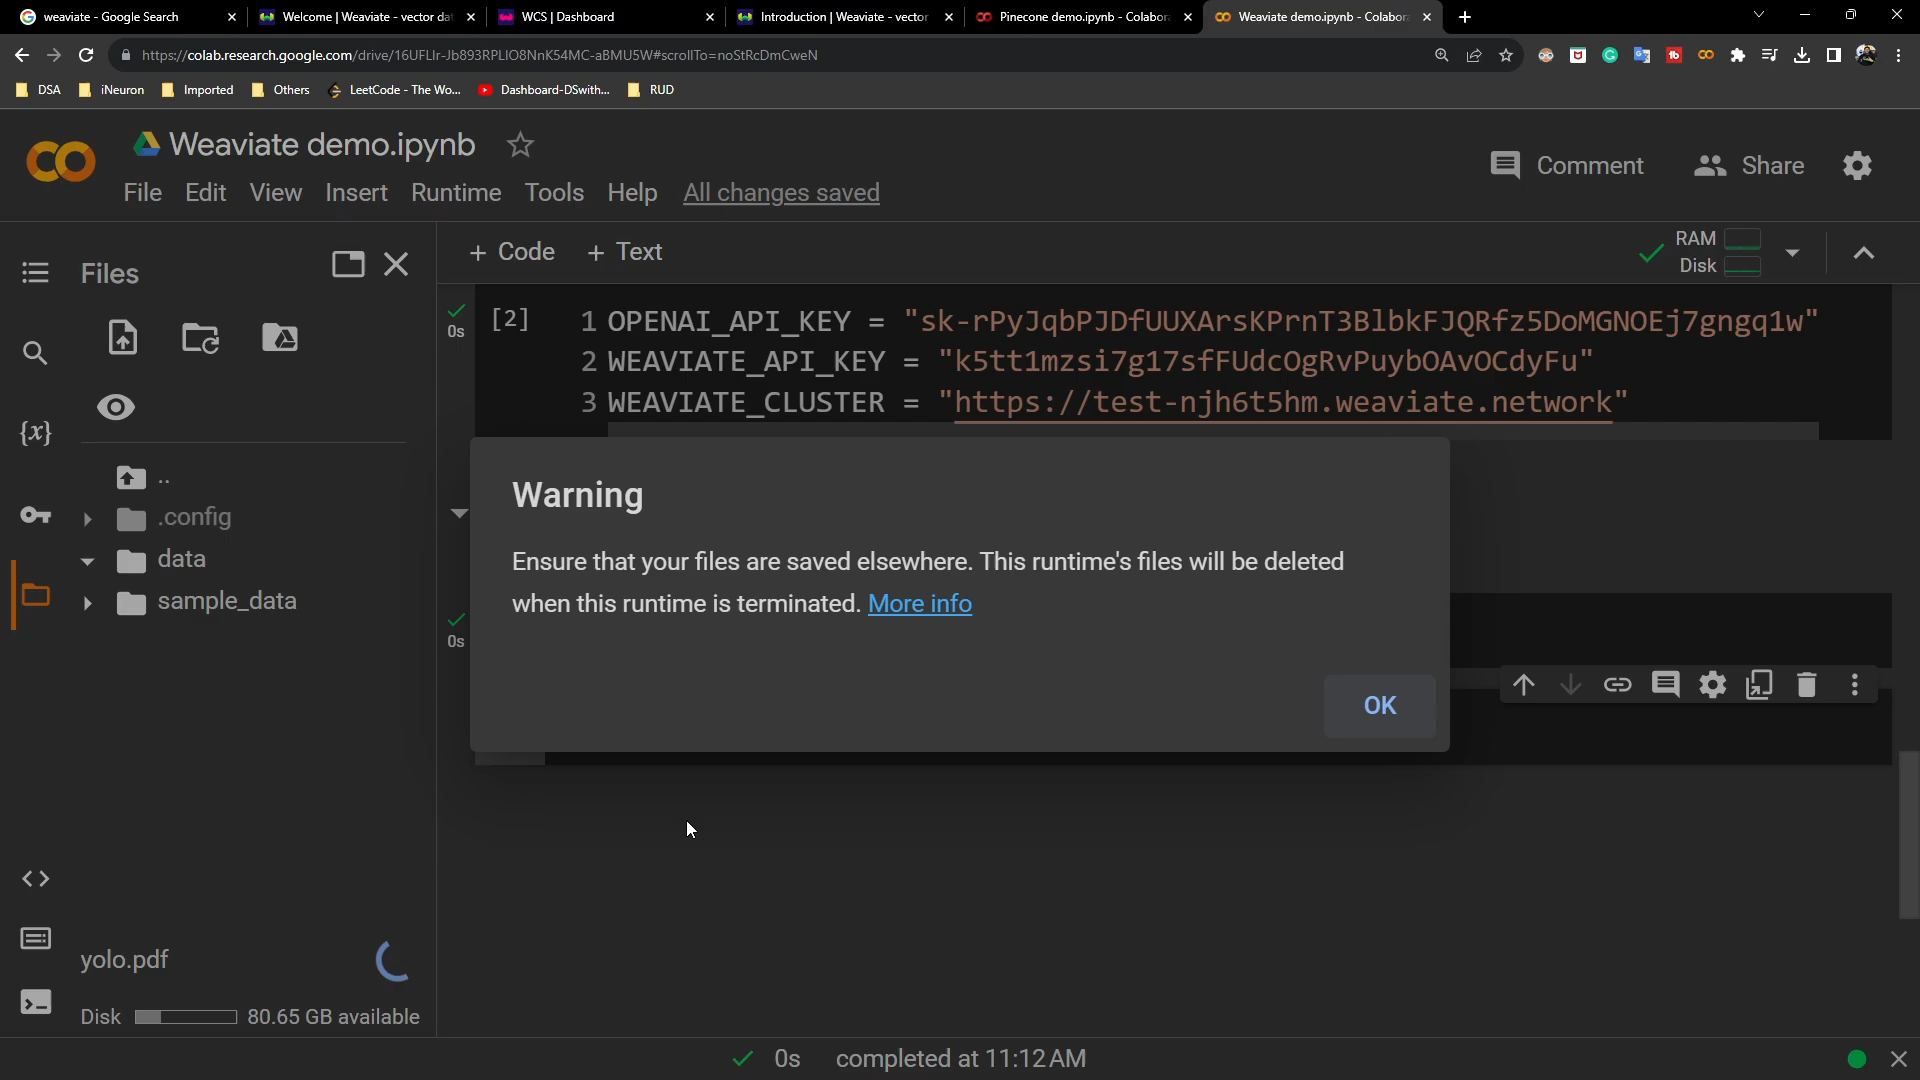 weaviate - Google Search
Welcome | Weaviate - vector dat
WCS | Dashboard
Introduction | Weaviate - vector
Pinecone demo.ipynb - Colabora
Weaviate demo.ipynb - Colabora
https://colab.research.google.com/drive/16UFLIr-Jb893RPLIO8NnK54MC-aBMU5W#scrollTo=noStRcDmCweN
DSA
iNeuron
Imported
Others
LeetCode - The Wo...
Dashboard-DSwith...
RUD
Weaviate demo.ipynb
Comment
Share
File Edit View Insert Runtime Tools Help All changes saved
Files
+ Code + Text
RAM
Disk
0s
[2]
1 OPENAI_API_KEY = "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"
2 WEAVIATE_API_KEY = "k5tt1mzsi7g17sfFUdcOgRvPuybOAvOCdyFu"
3 WEAVIATE_CLUSTER = "https://test-njh6t5hm.weaviate.network"
{x}
..
.config
data
sample_data
Warning
Ensure that your files are saved elsewhere. This runtime's files will be deleted
when this runtime is terminated. More info
OK
0s
yolo.pdf
Disk
80.65 GB available
0s completed at 11:12 AM